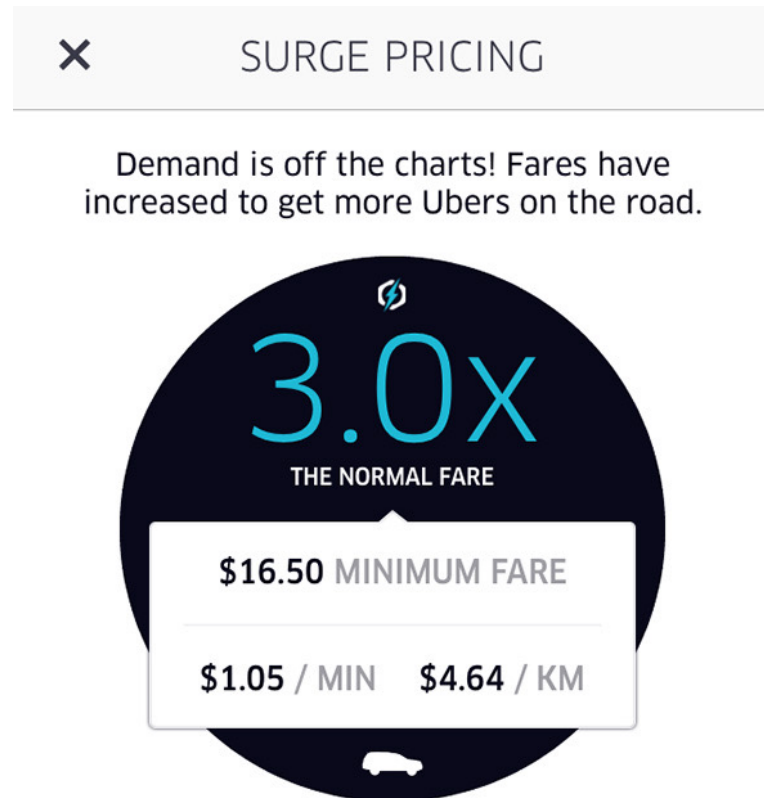 SURGE PRICING
Demand is off the charts! Fares have
increased to get more Ubers on the road.
3.0x
THE NORMAL FARE
$16.50 MINIMUM FARE
$1.05 / MIN $4.64 / KM